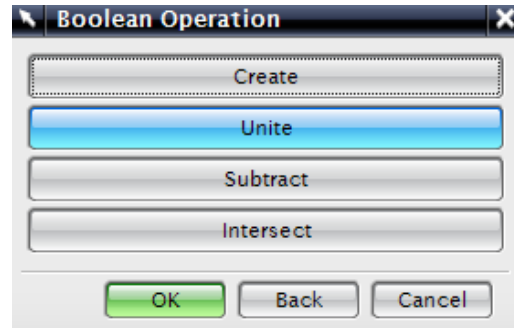 Boolean Operation
Create
Unite
Subtract
Intersect
OK Back Cancel